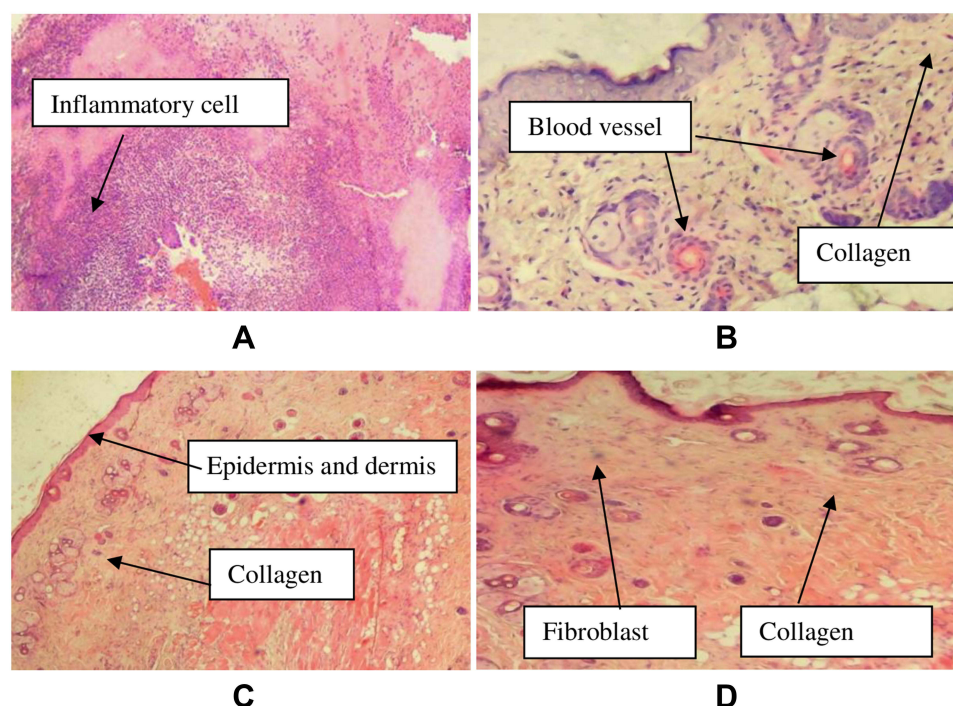 Inflammatory cell
Blood vessel
Collagen
A
B
Epidermis and dermis
Collagen
Fibroblast
Collagen
C
D